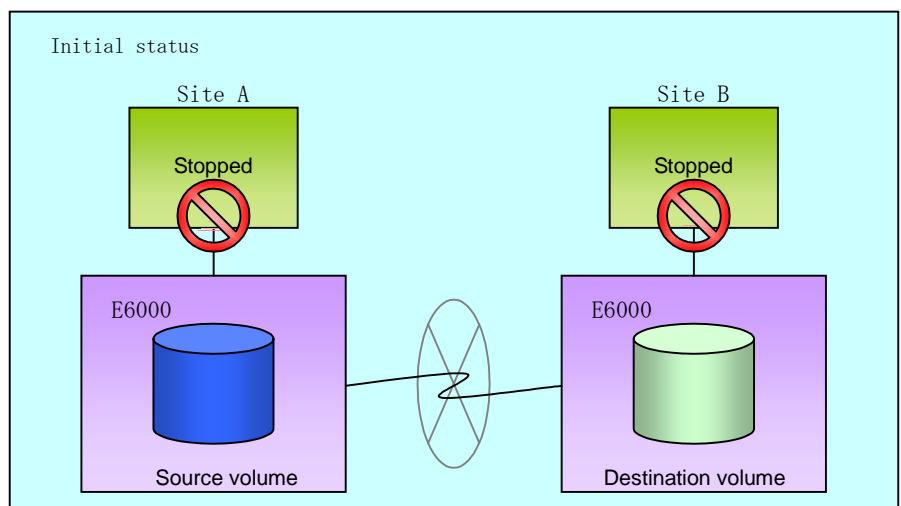 Initial status
Site A
Site B
Stopped
Stopped
E6000
E6000
Source volume
Destination volume